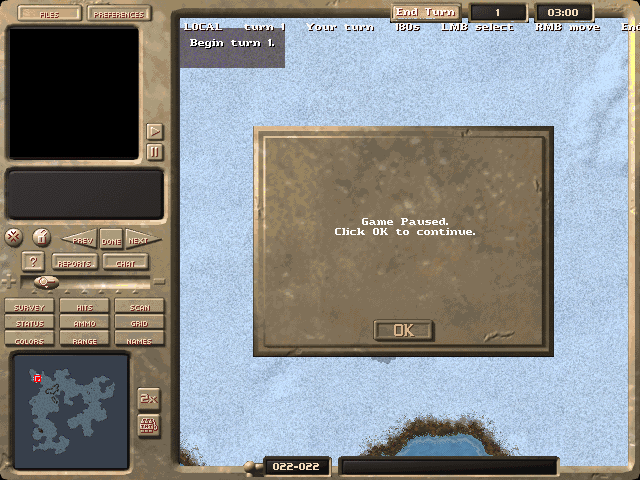 FILES PREFERENCES End Turn 1 03:00
LOCAL turn 1 Your turn 180s LMB select RMB move En
Begin turn 1.
Game Paused.
Click OK to continue.
OK
PREV DONE NEXT
? REPORTS CHAT
SURVEY HITS SCAN
STATUS AMMO GRID
COLORS RANGE NAMES
2x
022-022